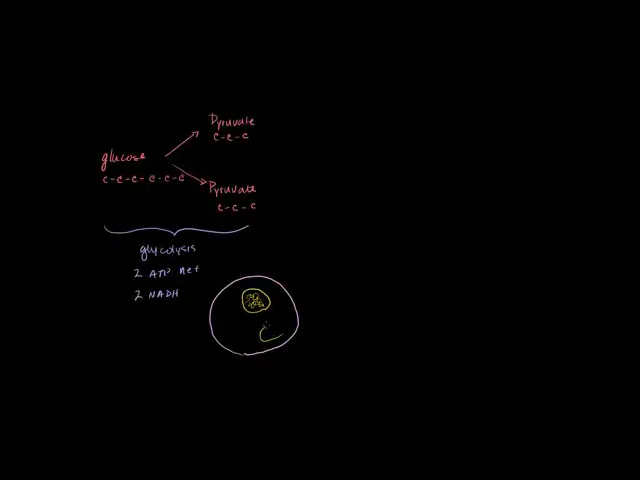 Pyruvate
C-C-C
glucose
C-C-C-C-C-C
Pyruvate
C-C-C
glycolysis
2 ATP net
2 NADH